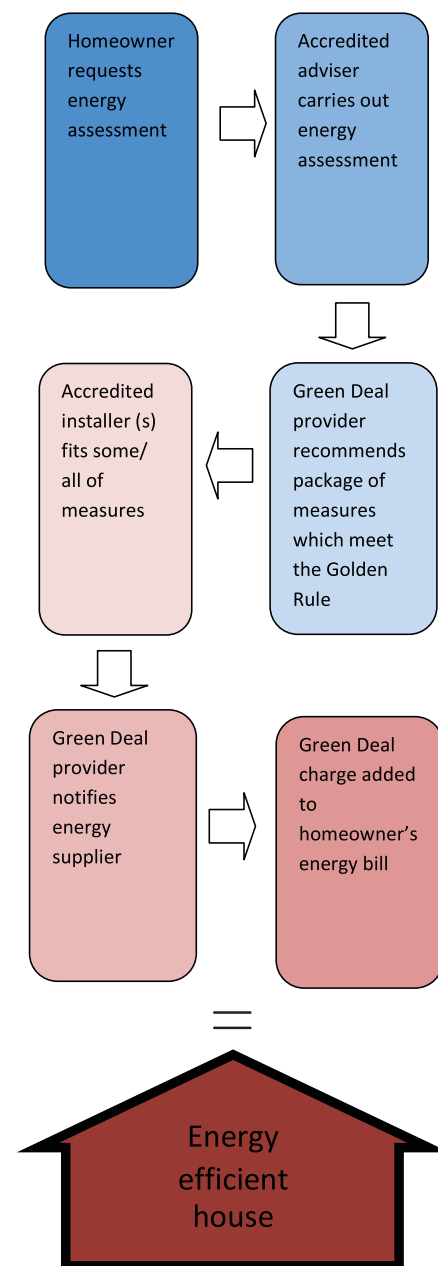 Homeowner
requests
energy
assessment
Accredited
adviser
carries out
energy
assessment
Green Deal
provider
recommends
package of
measures
which meet
the Golden
Rule
Accredited
installer (s)
fits some/
all of
measures
Green Deal
provider
notifies
energy
supplier
Green Deal
charge added
to
homeowner’s
energy bill
=
Energy
efficient
house